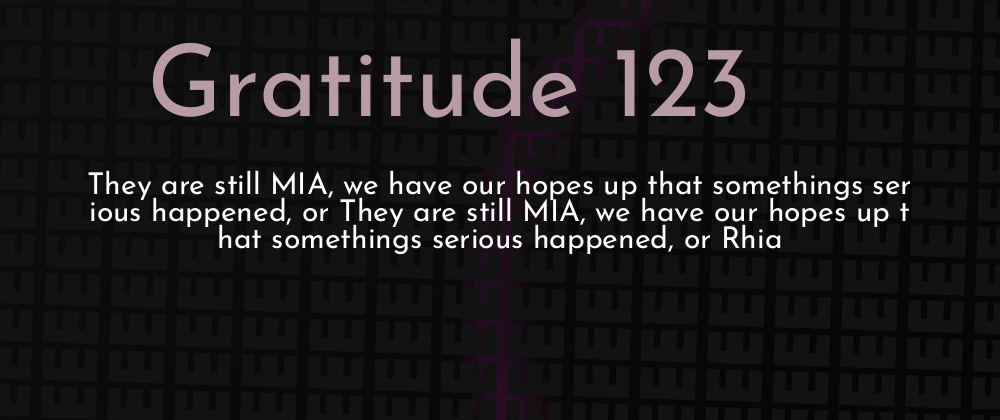 Gratitude 123
They are still MIA, we have our hopes up that somethings ser
ious happened, or They are still MIA, we have our hopes up t
hat somethings serious happened, or Rhia